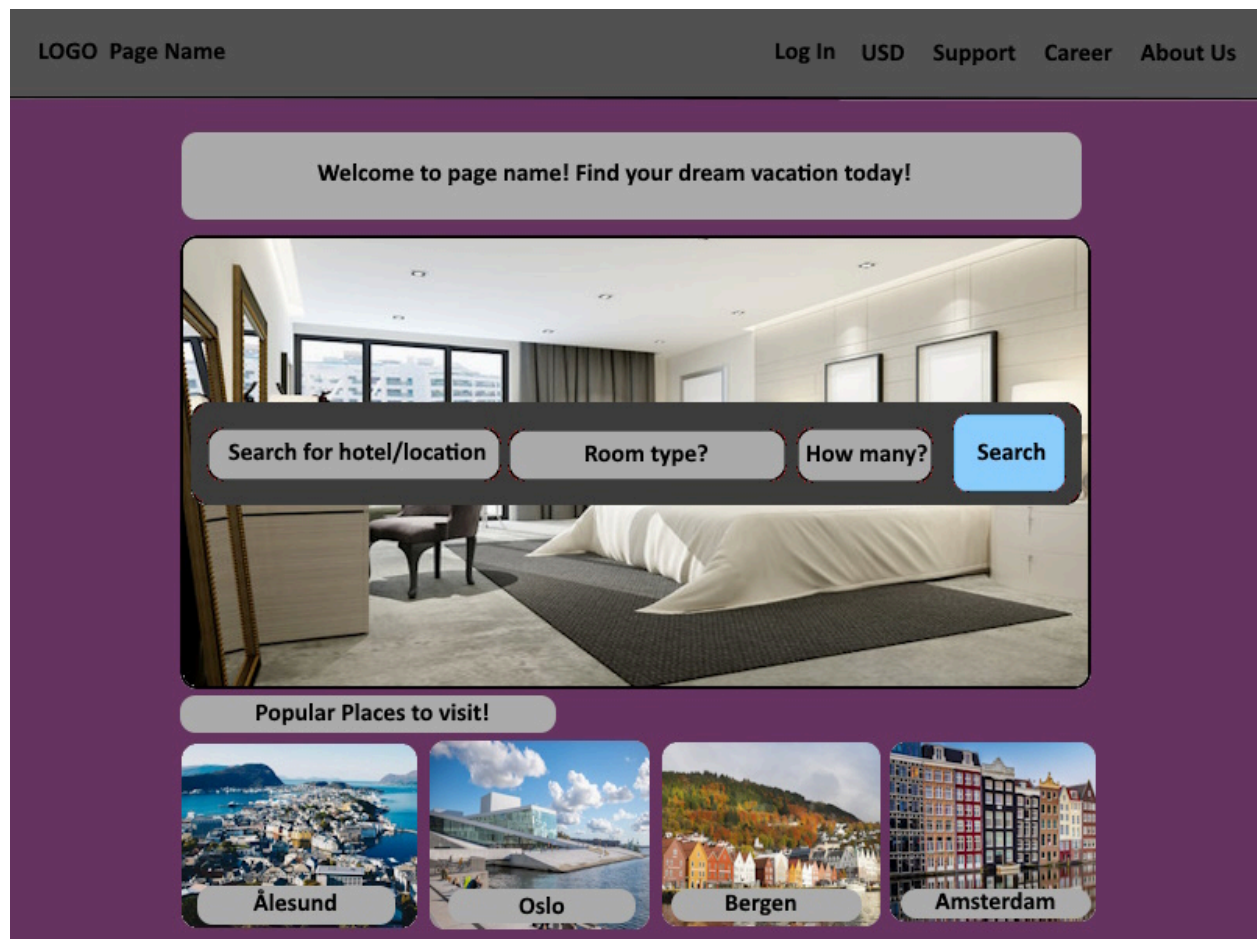 LOGO Page Name
Log In USD Support Career About Us
Welcome to page name! Find your dream vacation today!
Search for hotel/location Room type? How many? Search
Popular Places to visit!
Ålesund Oslo Bergen Amsterdam